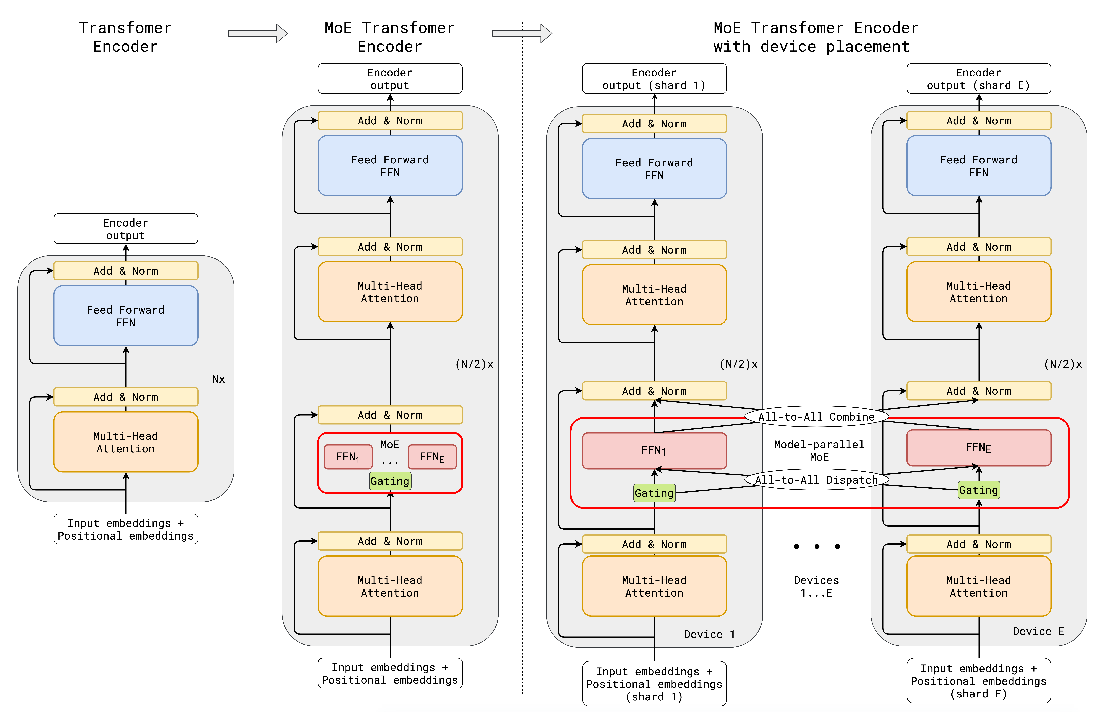 Transfomer
Encoder
MoE Transfomer
Encoder
MoE Transfomer Encoder
with device placement
Encoder
output
Add & Norm
Feed Forward
FFN
Add & Norm
Multi-Head
Attention
Nx
Input embeddings +
Positional embeddings
Encoder
output
Add & Norm
Feed Forward
FFN
Add & Norm
Multi-Head
Attention
(N/2)x
Add & Norm
MoE
FFN1
...
FFNE
Gating
Add & Norm
Multi-Head
Attention
Input embeddings +
Positional embeddings
Encoder
output (shard 1)
Add & Norm
Feed Forward
FFN
Add & Norm
Multi-Head
Attention
(N/2)x
Add & Norm
FFN1
Gating
Add & Norm
Multi-Head
Attention
Device 1
Input embeddings +
Positional embeddings
(shard 1)
All-to-All Combine
Model-parallel
MoE
All-to-All Dispatch
Devices
1...E
Encoder
output (shard E)
Add & Norm
Feed Forward
FFN
Add & Norm
Multi-Head
Attention
(N/2)x
Add & Norm
FFNE
Gating
Add & Norm
Multi-Head
Attention
Device E
Input embeddings +
Positional embeddings
(shard E)